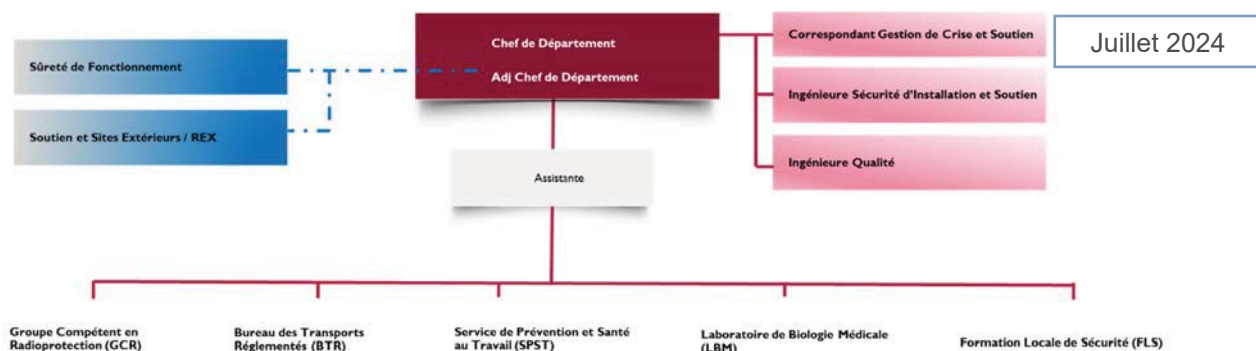 Sûreté de Fonctionnement
Soutien et Sites Extérieurs / REX
Chef de Département
Adj Chef de Département
Assistante
Correspondant Gestion de Crise et Soutien
Ingénieure Sécurité d'Installation et Soutien
Ingénieure Qualité
Juillet 2024
Groupe Compétent en
Radioprotection (GCR)
Bureau des Transports
Réglementés (BTR)
Service de Prévention et Santé
au Travail (SPST)
Laboratoire de Biologie Médicale
(LBM)
Formation Locale de Sécurité (FLS)